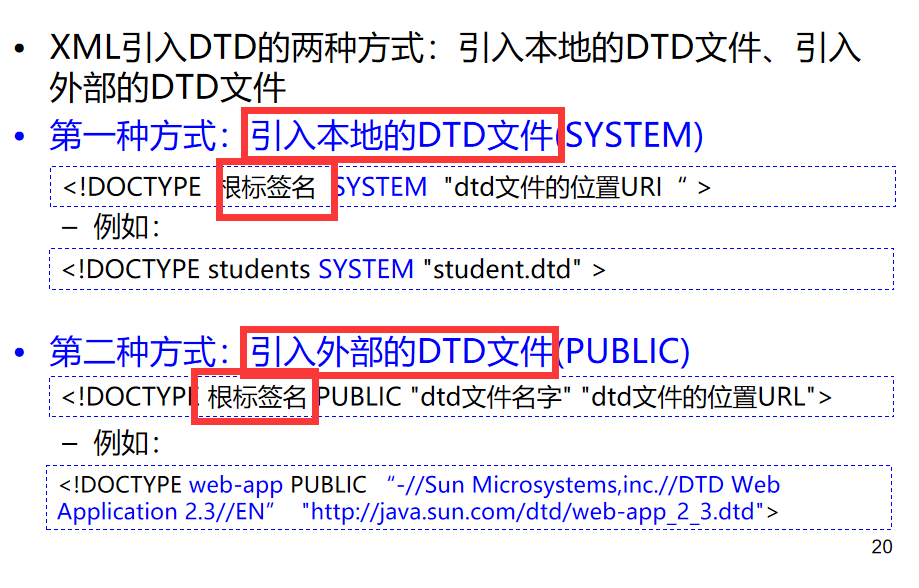 • XML引入DTD的两种方式：引入本地的DTD文件、引入
外部的DTD文件
• 第一种方式：引入本地的DTD文件(SYSTEM)
<!DOCTYPE 根标签名 SYSTEM "dtd文件的位置URI “ >
– 例如：
<!DOCTYPE students SYSTEM "student.dtd" >
• 第二种方式：引入外部的DTD文件(PUBLIC)
<!DOCTYPE 根标签名 PUBLIC "dtd文件名字" "dtd文件的位置URL">
– 例如：
<!DOCTYPE web-app PUBLIC “-//Sun Microsystems,inc.//DTD Web
Application 2.3//EN” "http://java.sun.com/dtd/web-app_2_3.dtd">
20